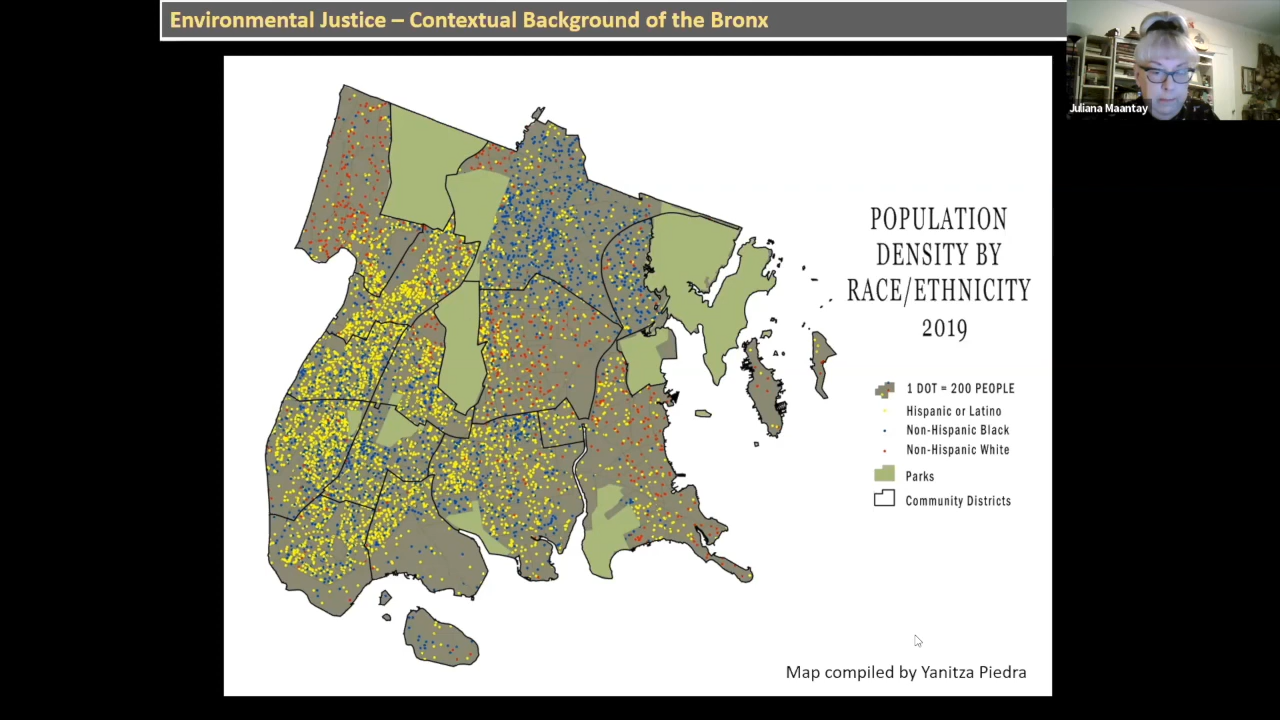 Environmental Justice – Contextual Background of the Bronx
Juliana Maantay
POPULATION
DENSITY BY
RACE/ETHNICITY
2019
1 DOT = 200 PEOPLE
Hispanic or Latino
Non-Hispanic Black
Non-Hispanic White
Parks
Community Districts
Map compiled by Yanitza Piedra